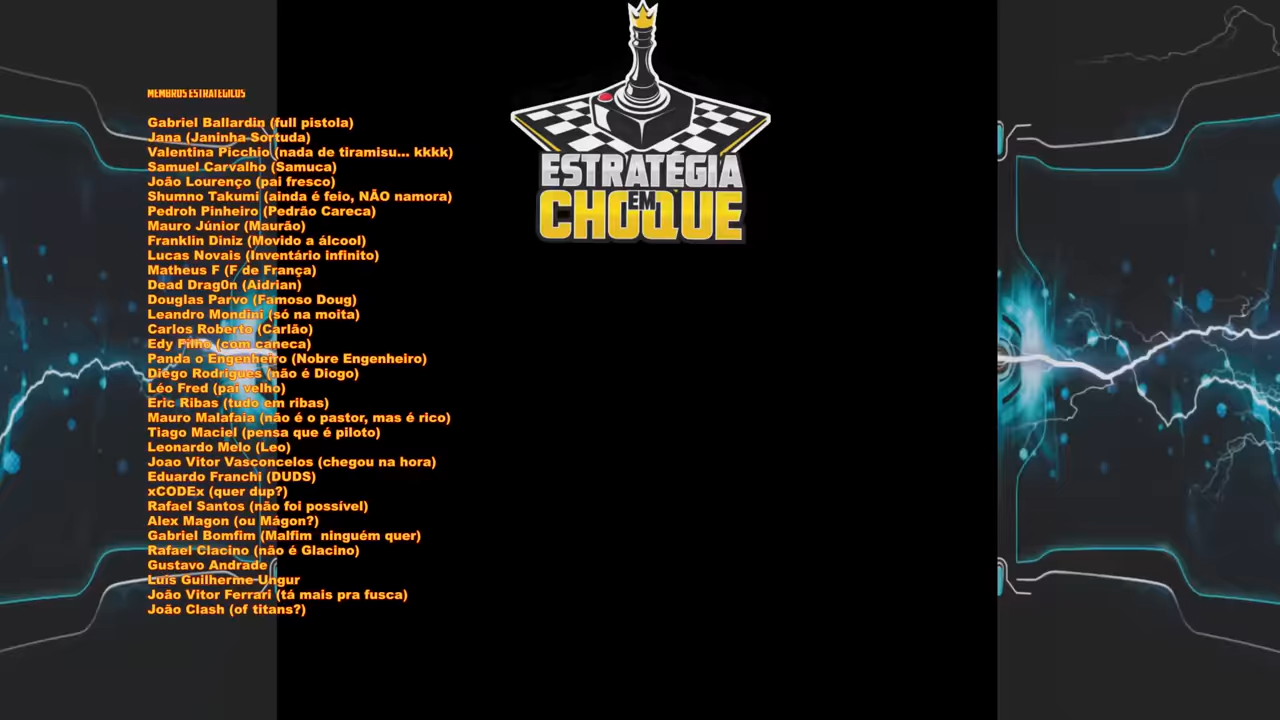 ESTRATÉGIA
EM
CHOQUE
MEMBROS ESTRATÉGICOS
Gabriel Ballardin (full pistola)
Jana (Janinha Sortuda)
Valentina Picchio (nada de tiramisu... kkkk)
Samuel Carvalho (Samuca)
João Lourenço (pai fresco)
Shumno Takumi (ainda é feio, NÃO namora)
Pedroh Pinheiro (Pedrão Careca)
Mauro Júnior (Maurão)
Franklin Diniz (Movido a álcool)
Lucas Novais (Inventário infinito)
Matheus F (F de França)
Dead Drag0n (Aidrian)
Douglas Parvo (Famoso Doug)
Leandro Mondini (só na moita)
Carlos Roberto (Carlão)
Edy Pilho (com caneca)
Panda o Engenheiro (Nobre Engenheiro)
Diego Rodrigues (não é Diogo)
Léo Fred (pai velho)
Eric Ribas (tudo em ribas)
Mauro Malafaia (não é o pastor, mas é rico)
Tiago Maciel (pensa que é piloto)
Leonardo Melo (Leo)
Joao Vitor Vasconcelos (chegou na hora)
Eduardo Franchi (DUDS)
xCODEx (quer dup?)
Rafael Santos (não foi possível)
Alex Magon (ou Mágon?)
Gabriel Bomfim (Malfim  ninguém quer)
Rafael Clacino (não é Glacino)
Gustavo Andrade
Luis Guilherme Ungur
João Vitor Ferrari (tá mais pra fusca)
João Clash (of titans?)